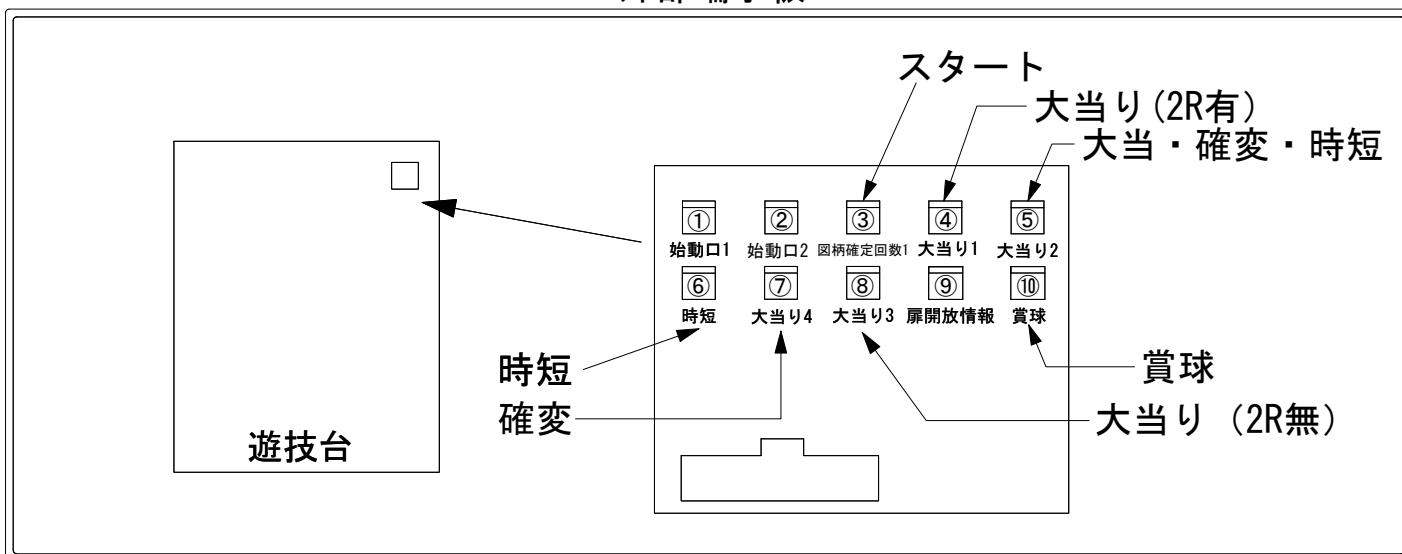 スタート
大当り(2R有)
大当・確変・時短
① ② ③ ④ ⑤
始動口1 始動口2 図柄確定回数1 大当り1 大当り2
⑥ ⑦ ⑧ ⑨ ⑩
時短 大当り4 大当り3 扉開放情報 賞球
時短
賞球
確変
大当り (2R無)
遊技台